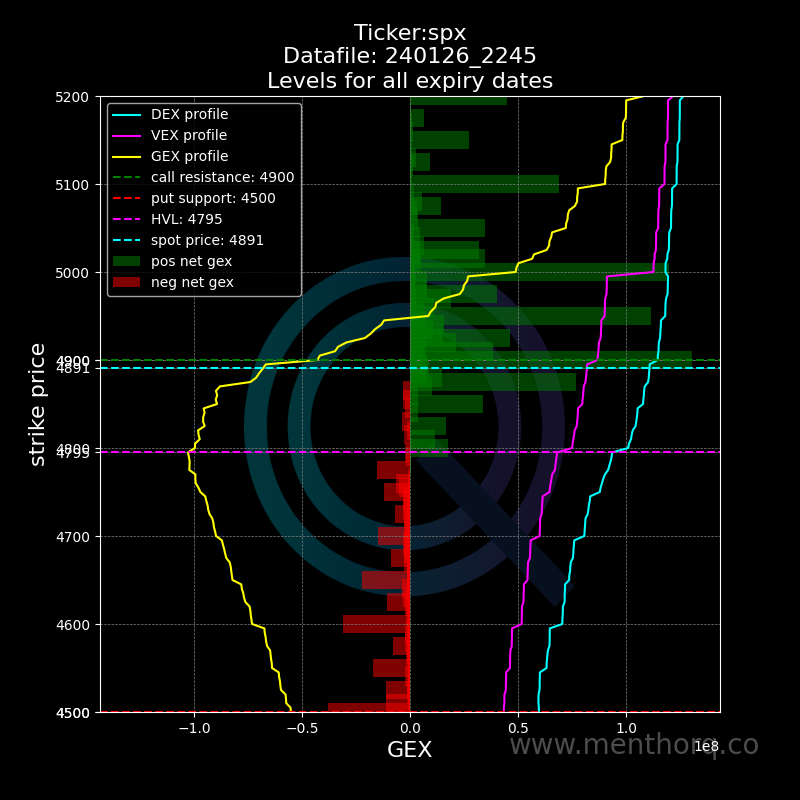 Ticker:spx
Datafile: 240126_2245
Levels for all expiry dates
DEX profile
VEX profile
GEX profile
call resistance: 4900
put support: 4500
HVL: 4795
spot price: 4891
pos net gex
neg net gex
strike price
5200
5100
5000
4900
4891
4800
4795
4700
4600
4500
−1.0
−0.5
0.0
0.5
1.0
1e8
GEX
www.menthorq.co